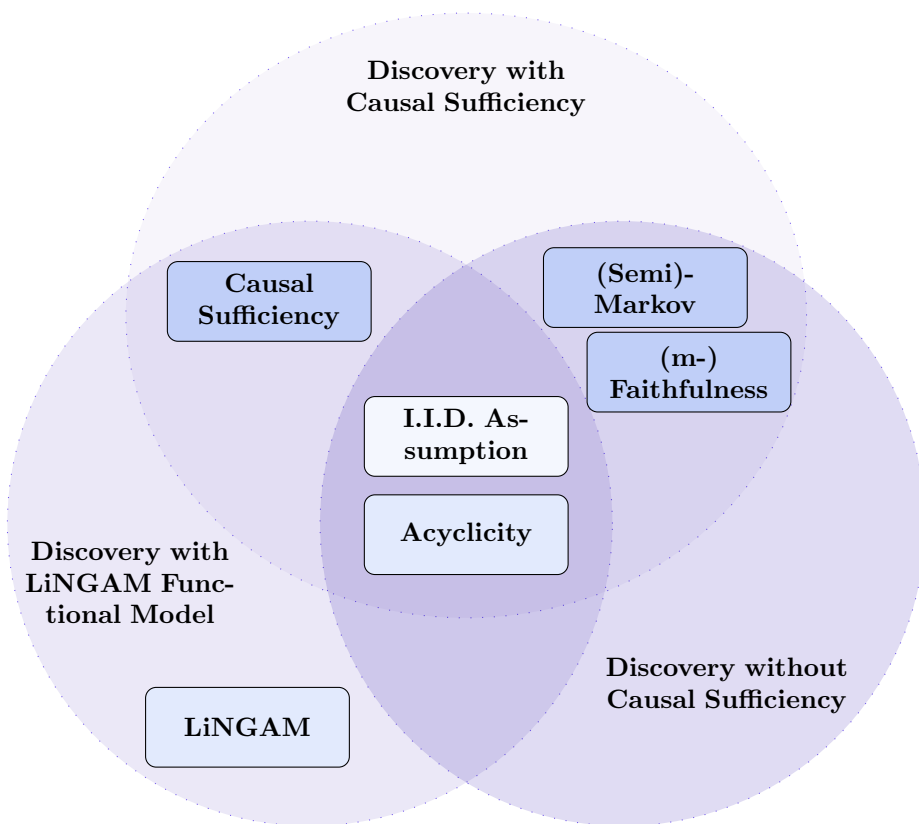 Discovery with
Causal Sufficiency
Causal
Sufficiency
(Semi)-
Markov
(m-)
Faithfulness
I.I.D. As-
sumption
Acyclicity
Discovery with
LiNGAM Func-
tional Model
Discovery without
Causal Sufficiency
LiNGAM